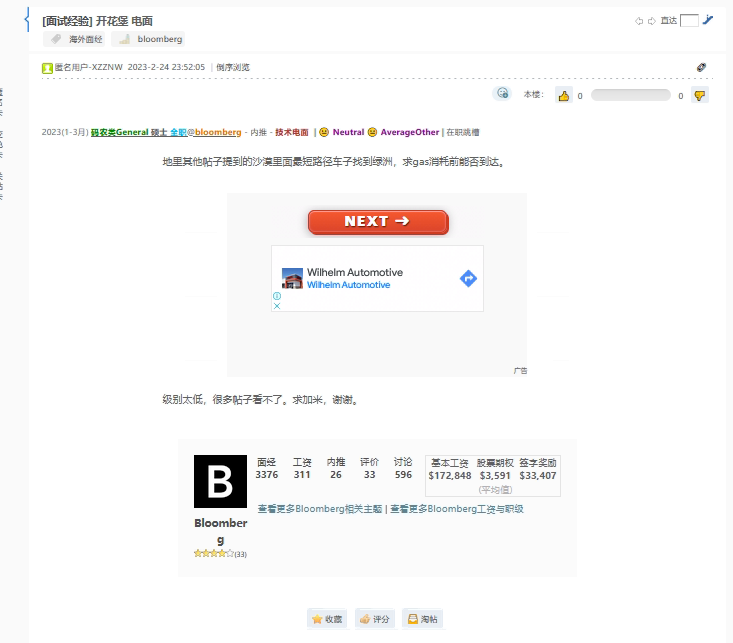 [面试经验] 开花堡 电面
直达
海外面经 bloomberg
匿名用户-XZZNW 2023-2-24 23:52:05 | 倒序浏览
本楼: 0 0
2023(1-3月) 码农类General 硕士 全职@bloomberg - 内推 - 技术电面 | Neutral AverageOther | 在职跳槽
地里其他帖子提到的沙漠里面最短路径车子找到绿洲，求gas消耗前能否到达。
NEXT
Wilhelm Automotive
Wilhelm Automotive
广告
级别太低，很多帖子看不了。求加米，谢谢。
B
面经 工资 内推 评价 讨论
3376 311 26 33 596
基本工资 股票期权 签字奖励
$172,848 $3,591 $33,407
(平均值)
查看更多Bloomberg相关主题 | 查看更多Bloomberg工资与职级
Bloomber
g
(33)
收藏 评分 淘帖